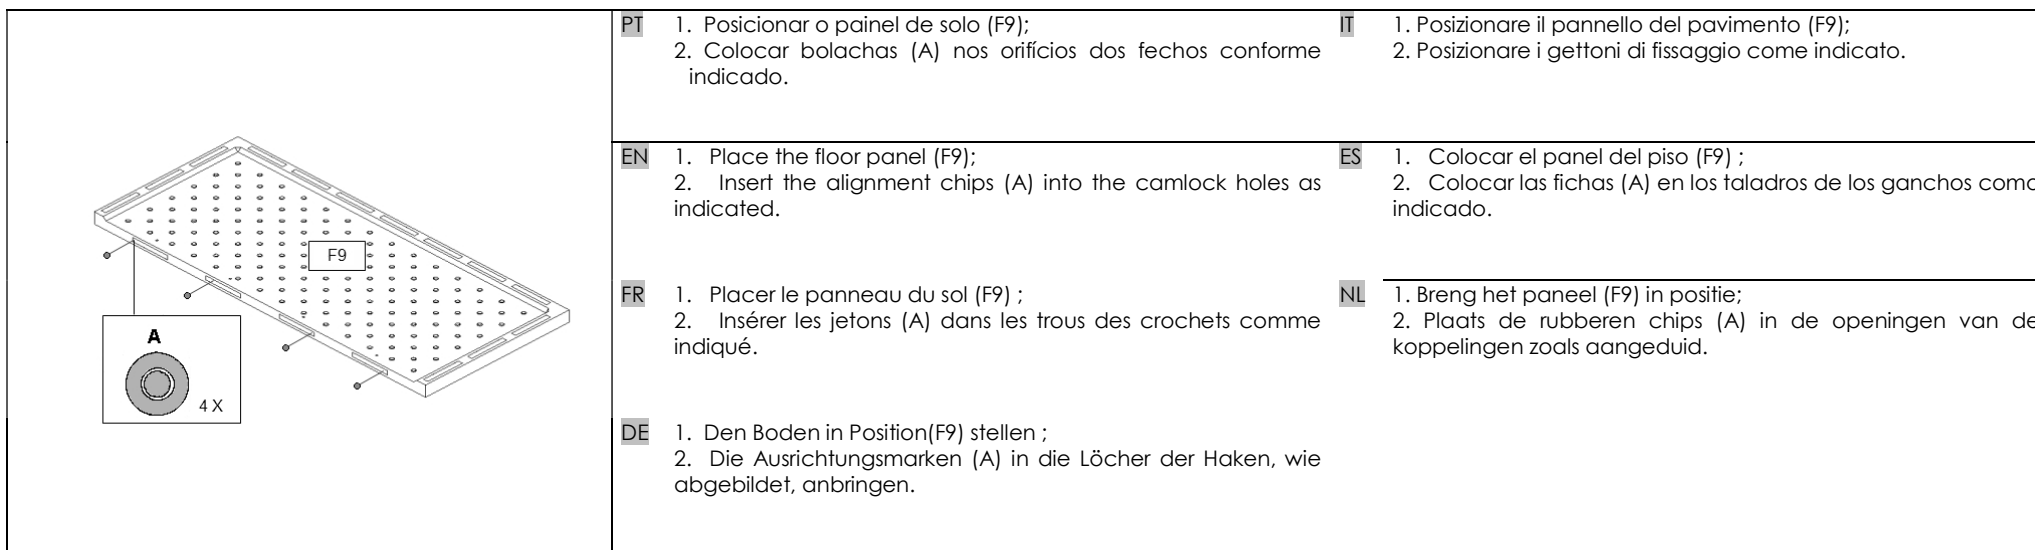 F9
A
4 X
PT 1. Posicionar o painel de solo (F9);
2. Colocar bolachas (A) nos orifícios dos fechos conforme
indicado.
IT 1. Posizionare il pannello del pavimento (F9);
2. Posizionare i gettoni di fissaggio come indicato.
EN 1. Place the floor panel (F9);
2. Insert the alignment chips (A) into the camlock holes as
indicated.
ES 1. Colocar el panel del piso (F9) ;
2. Colocar las fichas (A) en los taladros de los ganchos como
indicado.
FR 1. Placer le panneau du sol (F9) ;
2. Insérer les jetons (A) dans les trous des crochets comme
indiqué.
NL 1. Breng het paneel (F9) in positie;
2. Plaats de rubberen chips (A) in de openingen van de
koppelingen zoals aangeduid.
DE 1. Den Boden in Position(F9) stellen ;
2. Die Ausrichtungsmarken (A) in die Löcher der Haken, wie
abgebildet, anbringen.